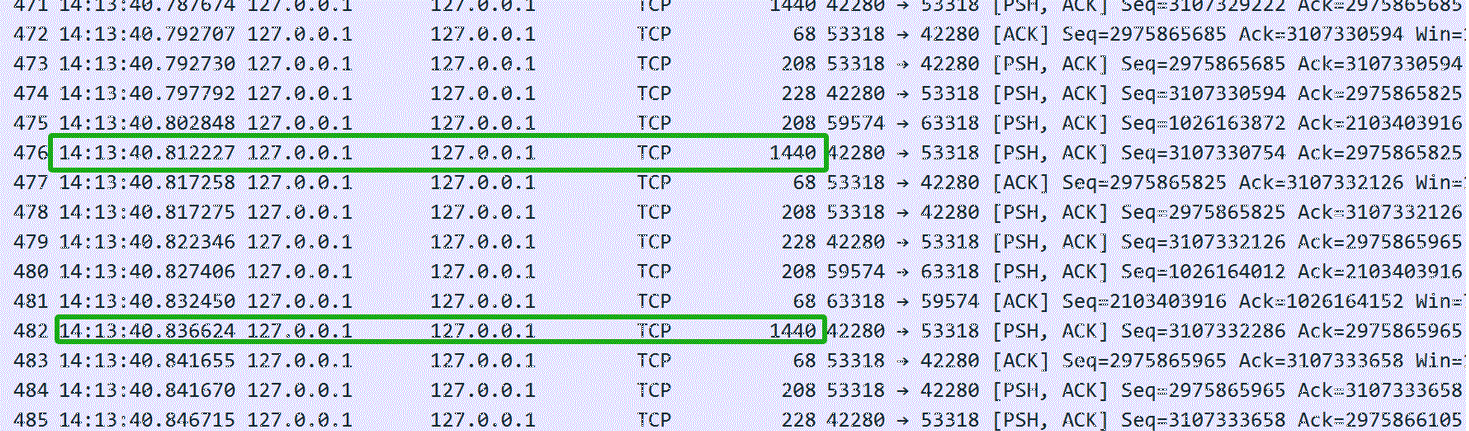 471 14:13:40.787674 127.0.0.1 127.0.0.1 TCP 1440 42280 → 53318 [PSH, ACK] Seq=3107329222 Ack=2975865685
472 14:13:40.792707 127.0.0.1 127.0.0.1 TCP 68 53318 → 42280 [ACK] Seq=2975865685 Ack=3107330594 Win=
473 14:13:40.792730 127.0.0.1 127.0.0.1 TCP 208 53318 → 42280 [PSH, ACK] Seq=2975865685 Ack=3107330594
474 14:13:40.797792 127.0.0.1 127.0.0.1 TCP 228 42280 → 53318 [PSH, ACK] Seq=3107330594 Ack=2975865825
475 14:13:40.802848 127.0.0.1 127.0.0.1 TCP 208 59574 → 63318 [PSH, ACK] Seq=1026163872 Ack=2103403916
476 14:13:40.812227 127.0.0.1 127.0.0.1 TCP 1440 42280 → 53318 [PSH, ACK] Seq=3107330754 Ack=2975865825
477 14:13:40.817258 127.0.0.1 127.0.0.1 TCP 68 53318 → 42280 [ACK] Seq=2975865825 Ack=3107332126 Win=
478 14:13:40.817275 127.0.0.1 127.0.0.1 TCP 208 53318 → 42280 [PSH, ACK] Seq=2975865825 Ack=3107332126
479 14:13:40.822346 127.0.0.1 127.0.0.1 TCP 228 42280 → 53318 [PSH, ACK] Seq=3107332126 Ack=2975865965
480 14:13:40.827406 127.0.0.1 127.0.0.1 TCP 208 59574 → 63318 [PSH, ACK] Seq=1026164012 Ack=2103403916
481 14:13:40.832450 127.0.0.1 127.0.0.1 TCP 68 63318 → 59574 [ACK] Seq=2103403916 Ack=1026164152 Win=
482 14:13:40.836624 127.0.0.1 127.0.0.1 TCP 1440 42280 → 53318 [PSH, ACK] Seq=3107332286 Ack=2975865965
483 14:13:40.841655 127.0.0.1 127.0.0.1 TCP 68 53318 → 42280 [ACK] Seq=2975865965 Ack=3107333658 Win=
484 14:13:40.841670 127.0.0.1 127.0.0.1 TCP 208 53318 → 42280 [PSH, ACK] Seq=2975865965 Ack=3107333658
485 14:13:40.846715 127.0.0.1 127.0.0.1 TCP 228 42280 → 53318 [PSH, ACK] Seq=3107333658 Ack=2975866105